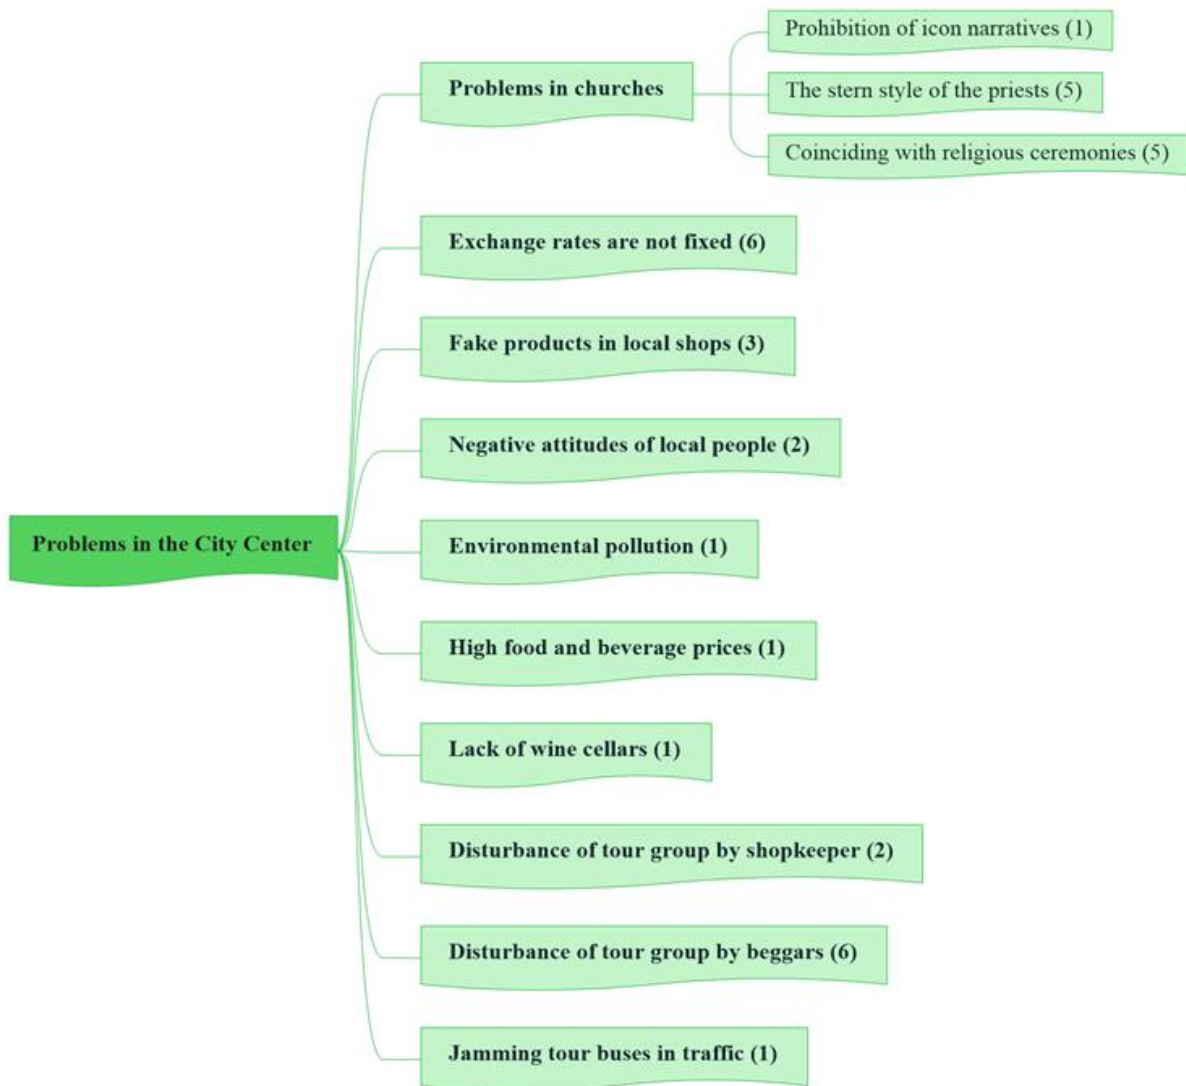 Prohibition of icon narratives (1)
Problems in churches
The stern style of the priests (5)
Coinciding with religious ceremonies (5)
Exchange rates are not fixed (6)
Fake products in local shops (3)
Negative attitudes of local people (2)
Problems in the City Center
Environmental pollution (1)
High food and beverage prices (1)
Lack of wine cellars (1)
Disturbance of tour group by shopkeeper (2)
Disturbance of tour group by beggars (6)
Jamming tour buses in traffic (1)